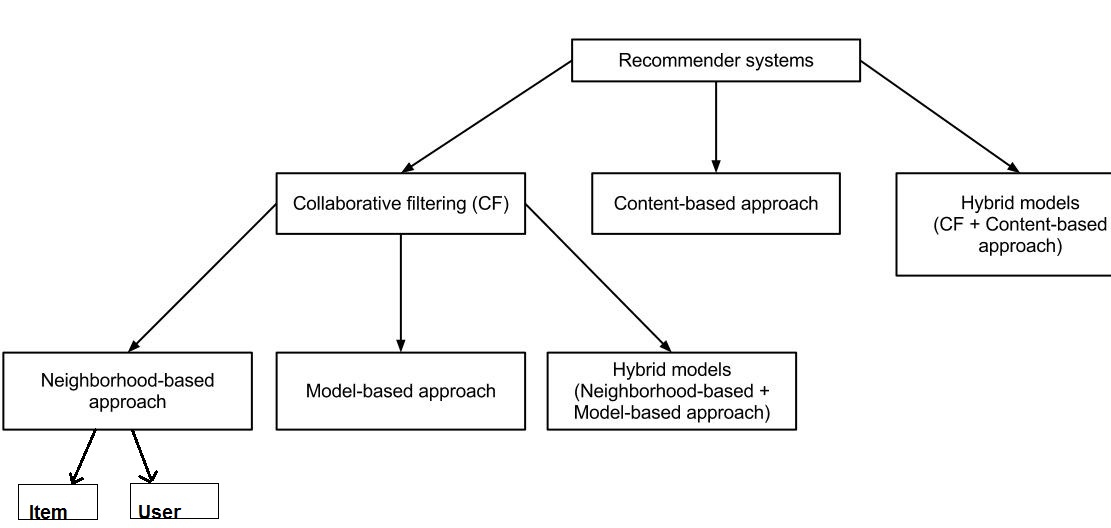 Recommender systems
Collaborative filtering (CF)
Content-based approach
Hybrid models
(CF + Content-based
approach)
Neighborhood-based
approach
Model-based approach
Hybrid models
(Neighborhood-based +
Model-based approach)
Item
User